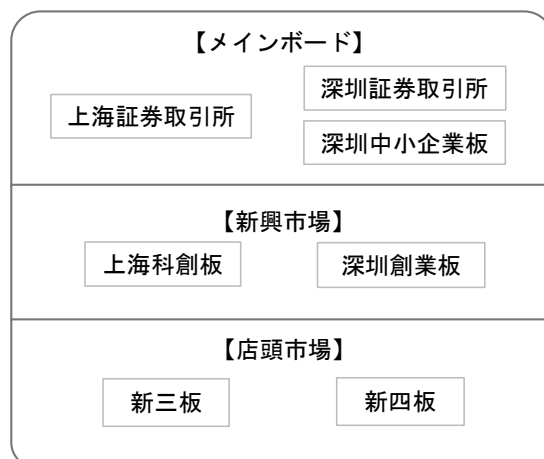 【メインボード】
上海証券取引所
深圳証券取引所
深圳中小企業板
【新興市場】
上海科創板
深圳創業板
【店頭市場】
新三板
新四板